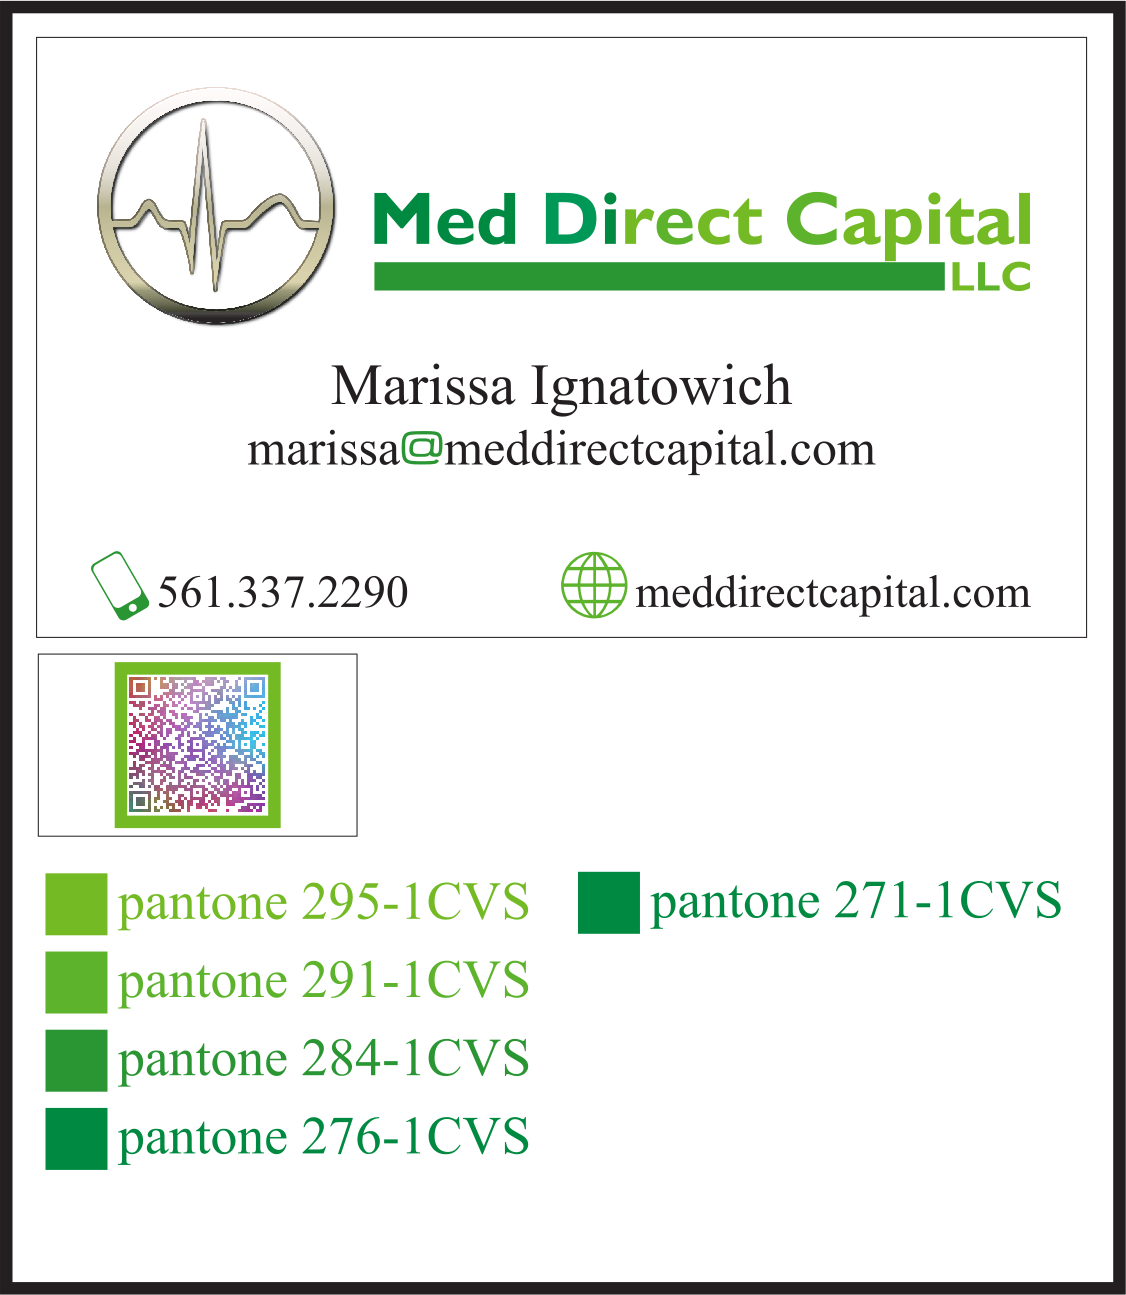 Med Direct Capital
LLC
Marissa Ignatowich
marissa@meddirectcapital.com
561.337.2290
meddirectcapital.com
pantone 295-1CVS
pantone 271-1CVS
pantone 291-1CVS
pantone 284-1CVS
pantone 276-1CVS